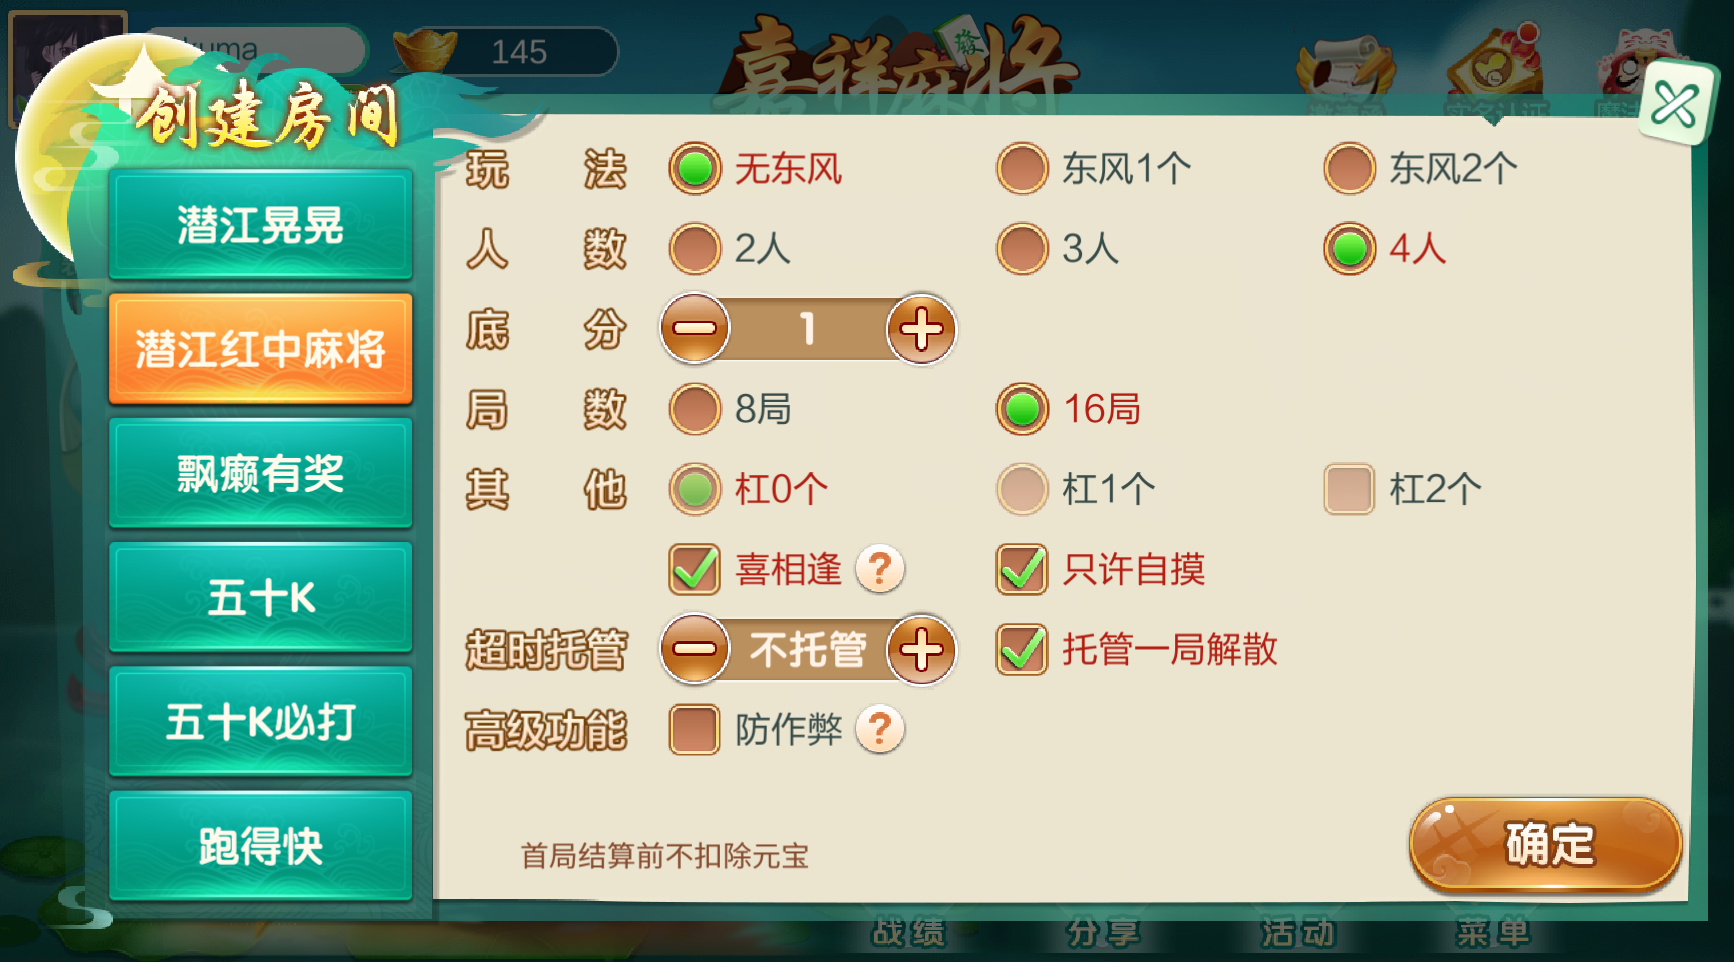 145
嘉祥麻将
创建房间
潜江晃晃
潜江红中麻将
飘癞有奖
五十K
五十K必打
跑得快
玩法 无东风 东风1个 东风2个
人数 2人 3人 4人
底分 1
局数 8局 16局
其他 杠0个 杠1个 杠2个
喜相逢 ? 只许自摸
超时托管 不托管 托管一局解散
高级功能 防作弊 ?
首局结算前不扣除元宝
确定
战绩 分享 活动 菜单